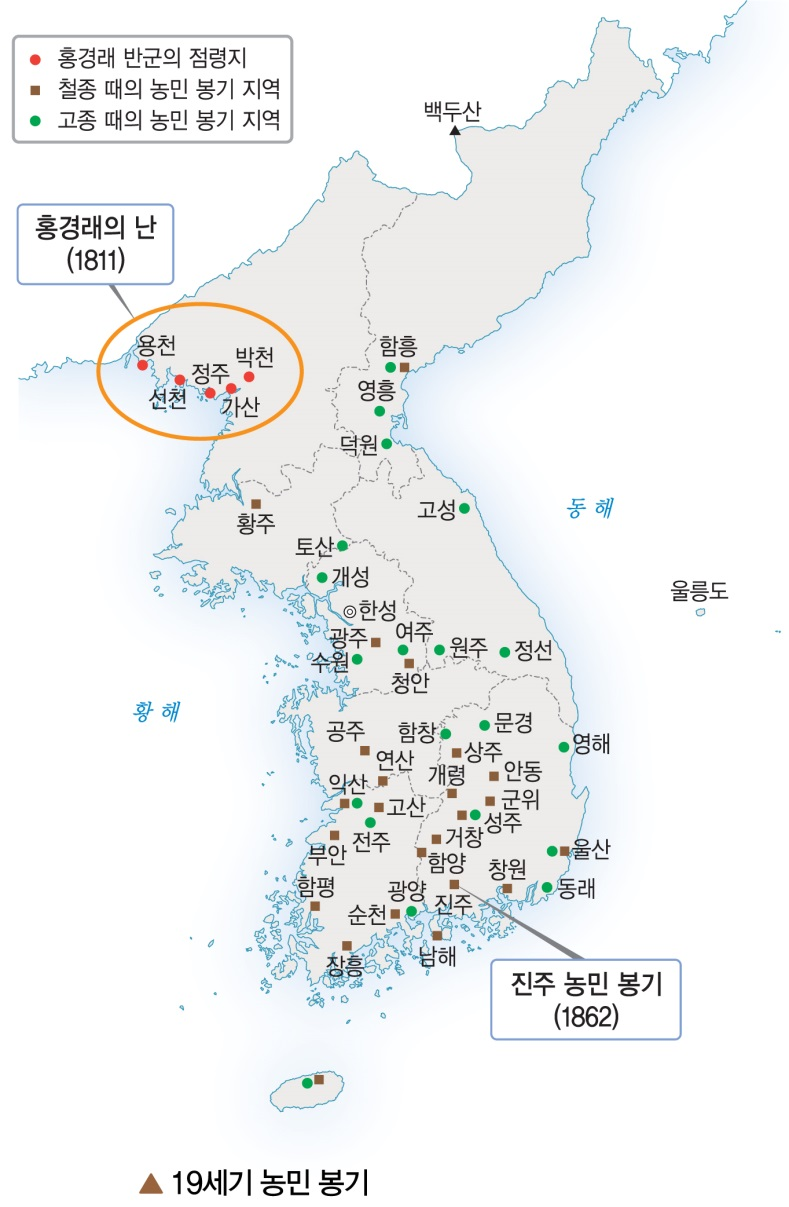 홍경래 반군의 점령지
철종 때의 농민 봉기 지역
고종 때의 농민 봉기 지역
백두산
홍경래의 난
(1811)
용천
박천
정주
선천
가산
함흥
영흥
덕원
황주
고성
동해
토산
개성
울릉도
한성
광주
여주
원주
정선
수원
청안
황해
공주
함창
문경
영해
상주
연산
개령
안동
익산
고산
군위
성주
전주
거창
부안
울산
함양
창원
함평
광양
동래
순천
진주
남해
장흥
진주 농민 봉기
(1862)
▲ 19세기 농민 봉기